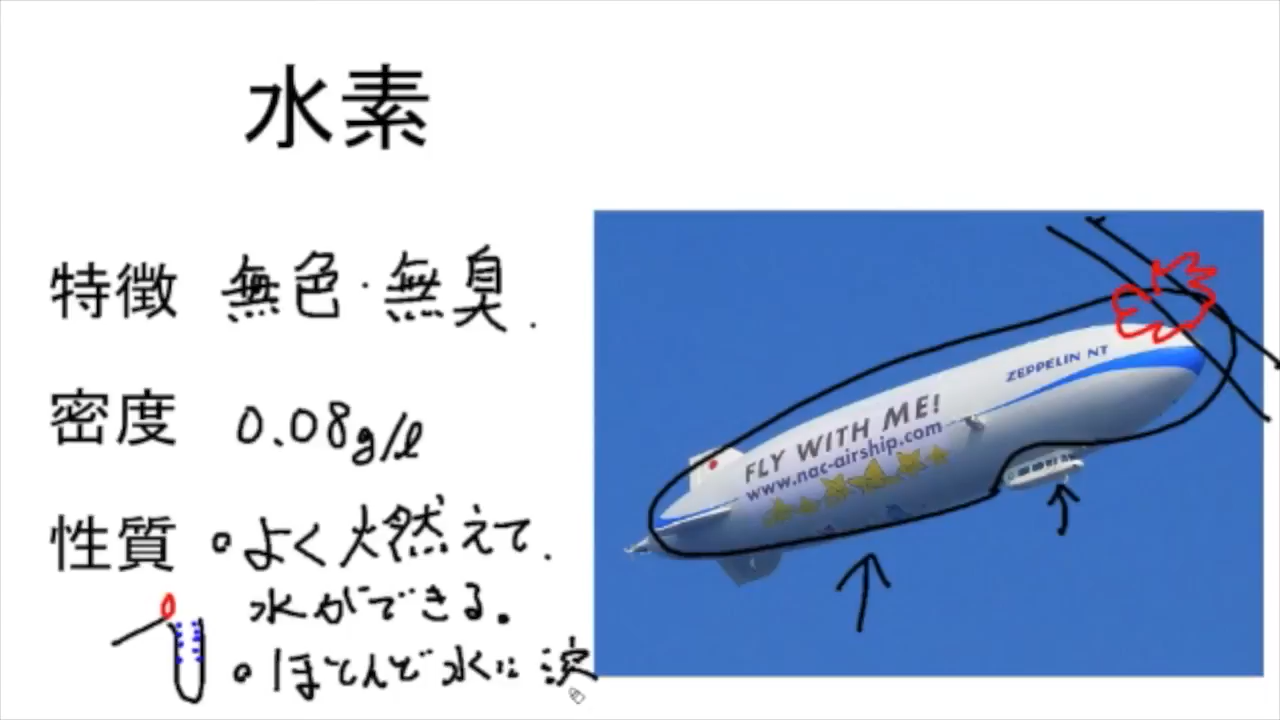 水素
特徴 無色・無臭.
密度 0.08g/l
性質 ○よく燃えて.
水ができる。
○ほとんど水に溶
ZEPPELIN NT
FLY WITH ME!
www.nac-airship.com